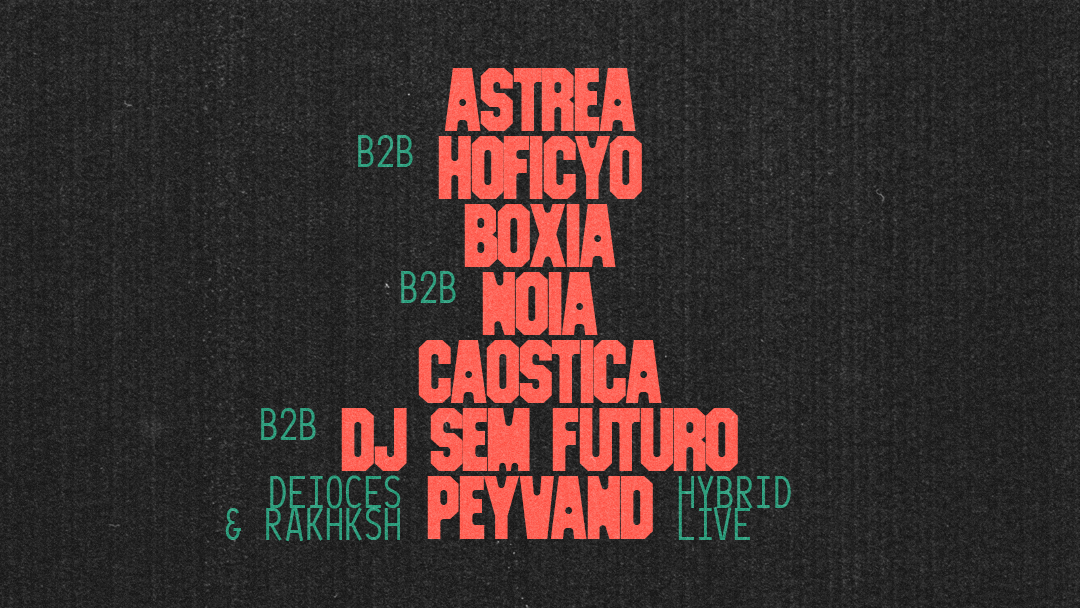 ASTREA
B2B HOFICYO
BOXIA
B2B NOIA
CAOSTICA
B2B DJ SEM FUTURO
DEIOCES
& RAKHKSH PEYVAND HYBRID
LIVE